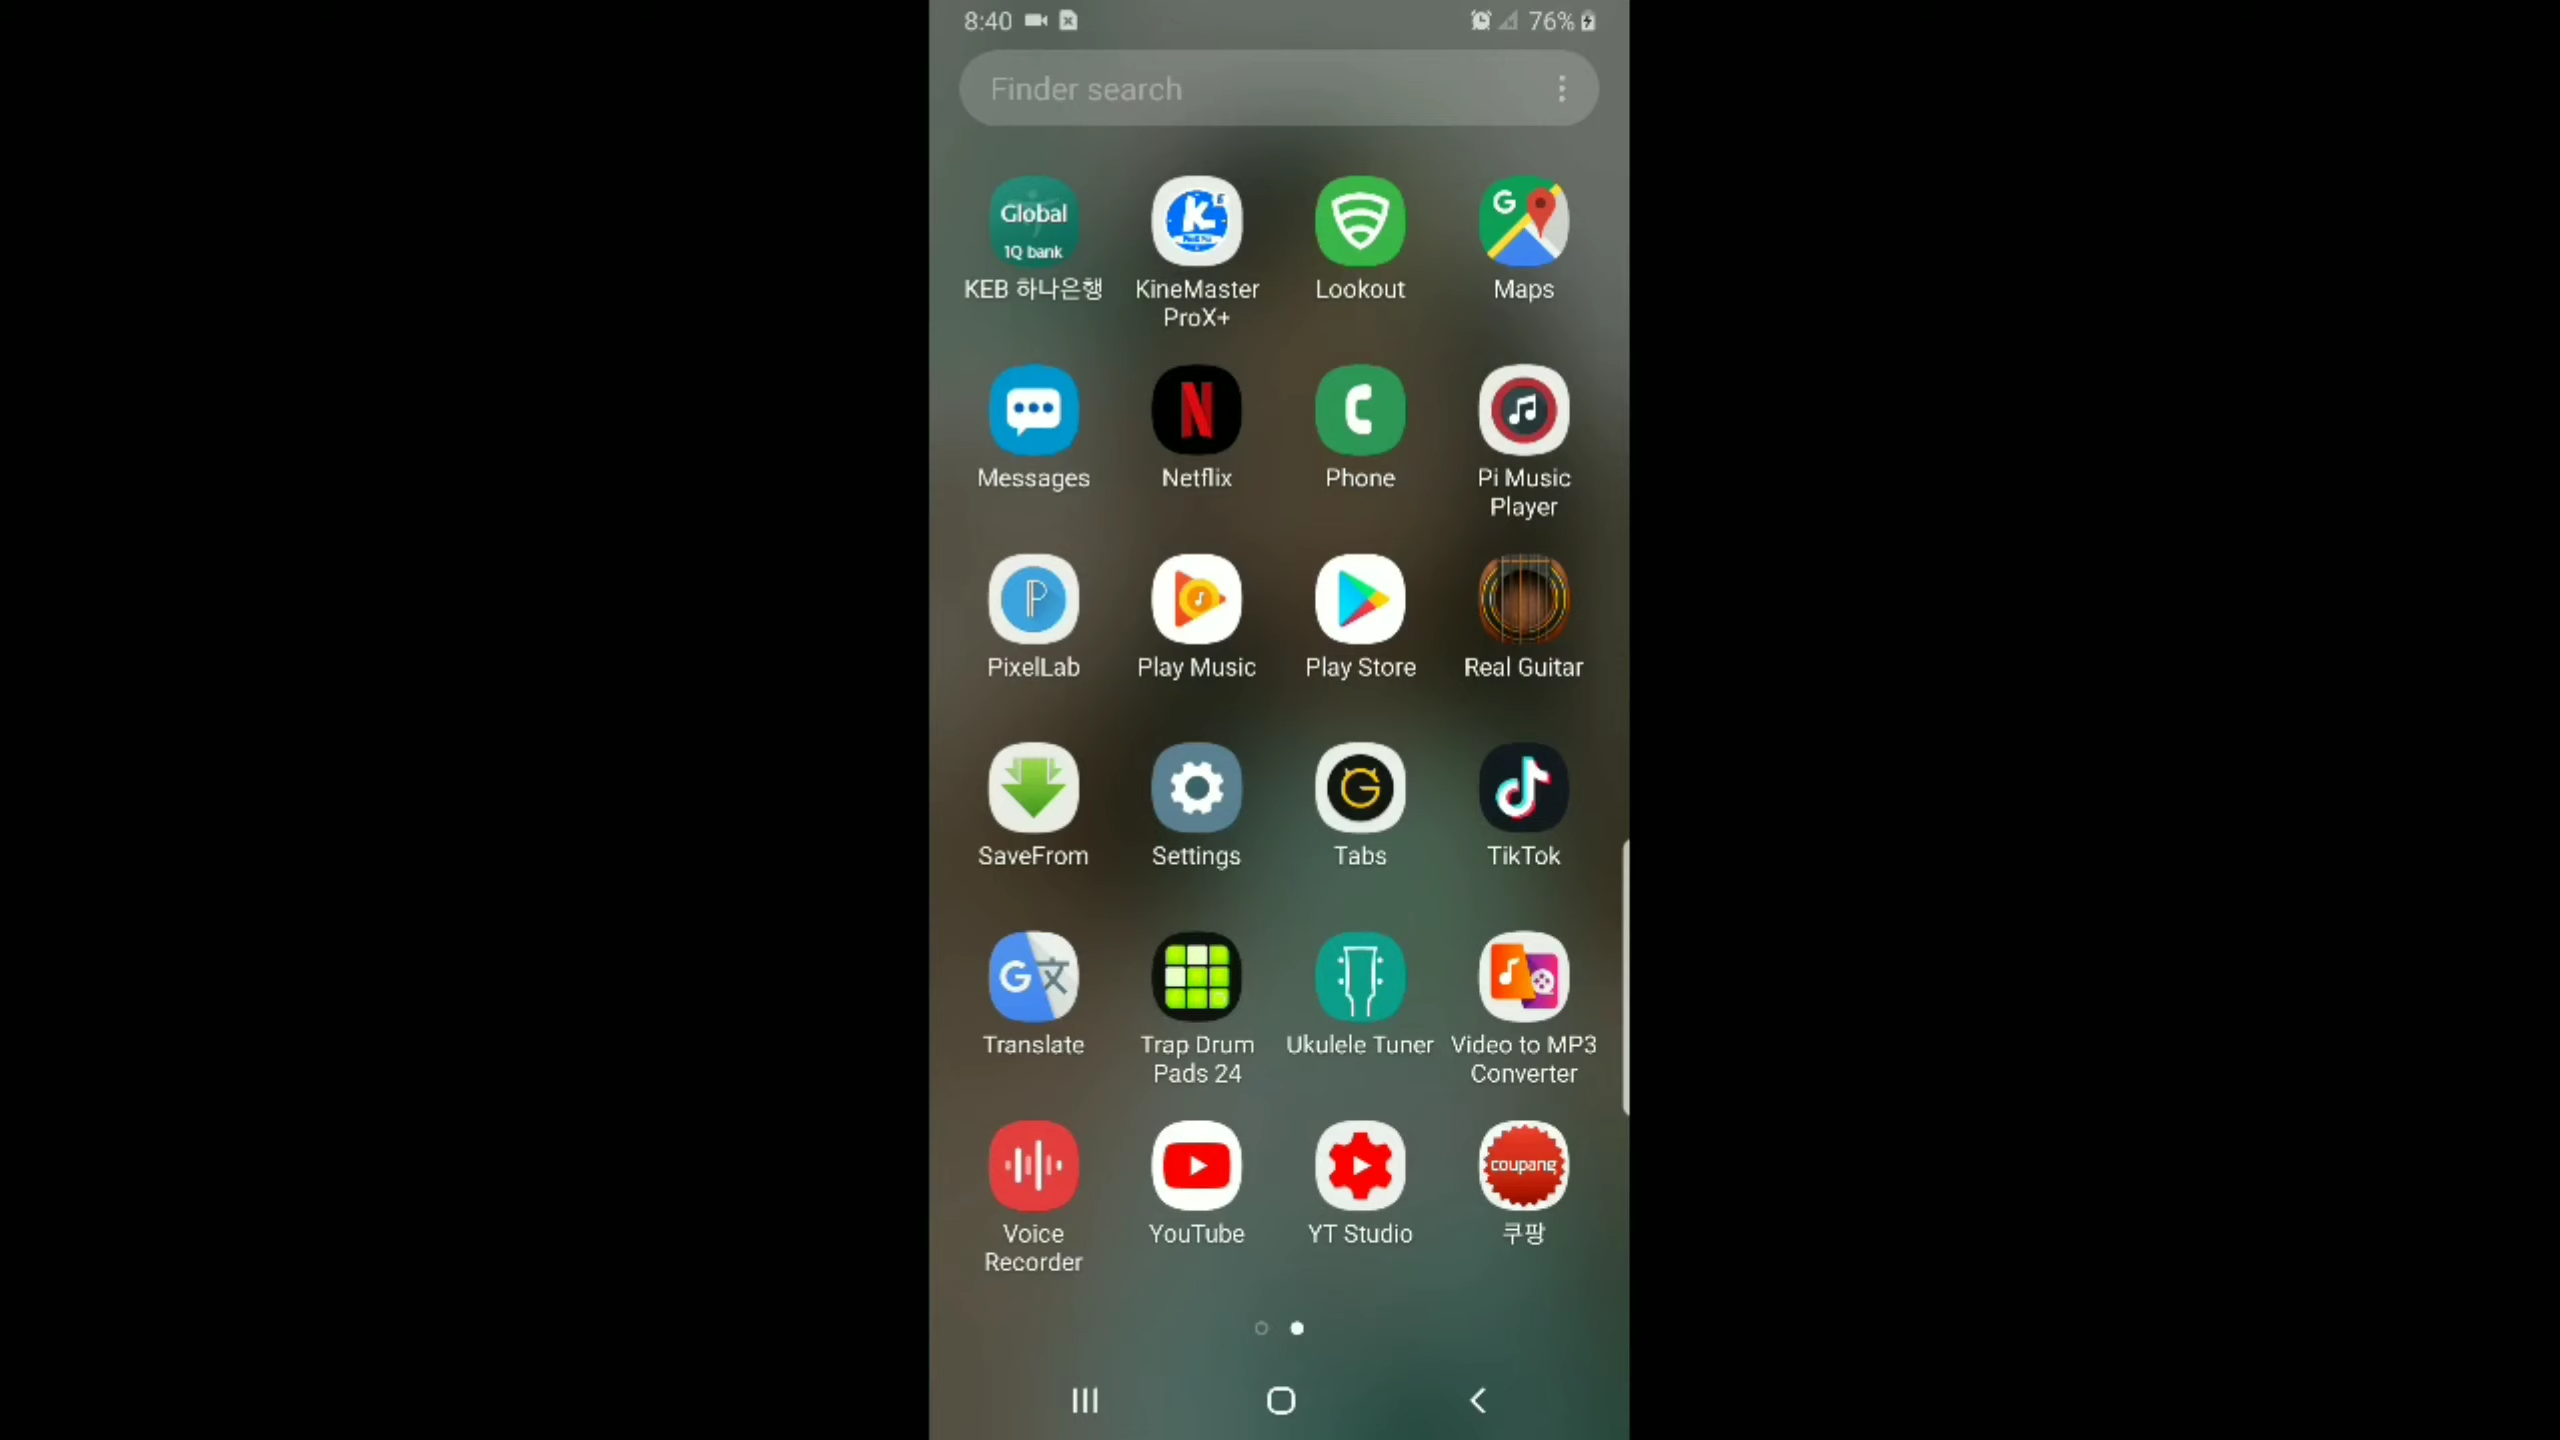 8:40
76%
Finder search
Global
1Q bank
KEB 하나은행
KineMaster
ProX+
Lookout
Maps
Messages
Netflix
Phone
Pi Music
Player
PixelLab
Play Music
Play Store
Real Guitar
SaveFrom
Settings
Tabs
TikTok
Translate
Trap Drum
Pads 24
Ukulele Tuner
Video to MP3
Converter
Voice
Recorder
YouTube
YT Studio
coupang
쿠팡